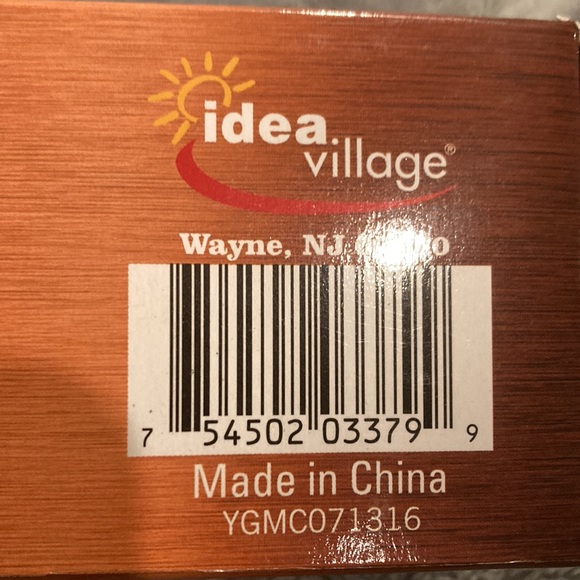 idea
village®
Wayne, NJ
7 54502 03379 9
Made in China
YGMC071316